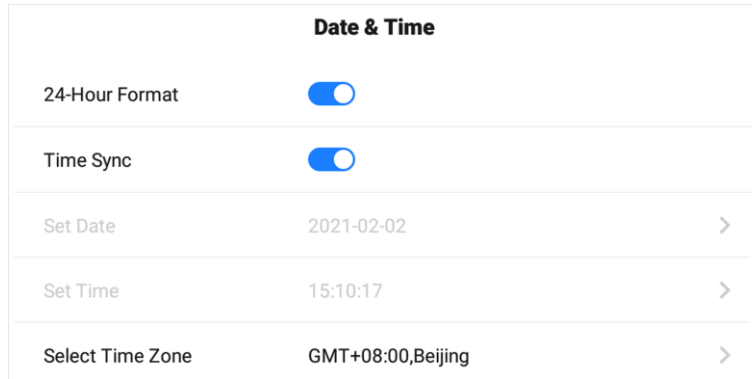 Date & Time
24-Hour Format
Time Sync
Set Date 2021-02-02
Set Time 15:10:17
Select Time Zone GMT+08:00,Beijing